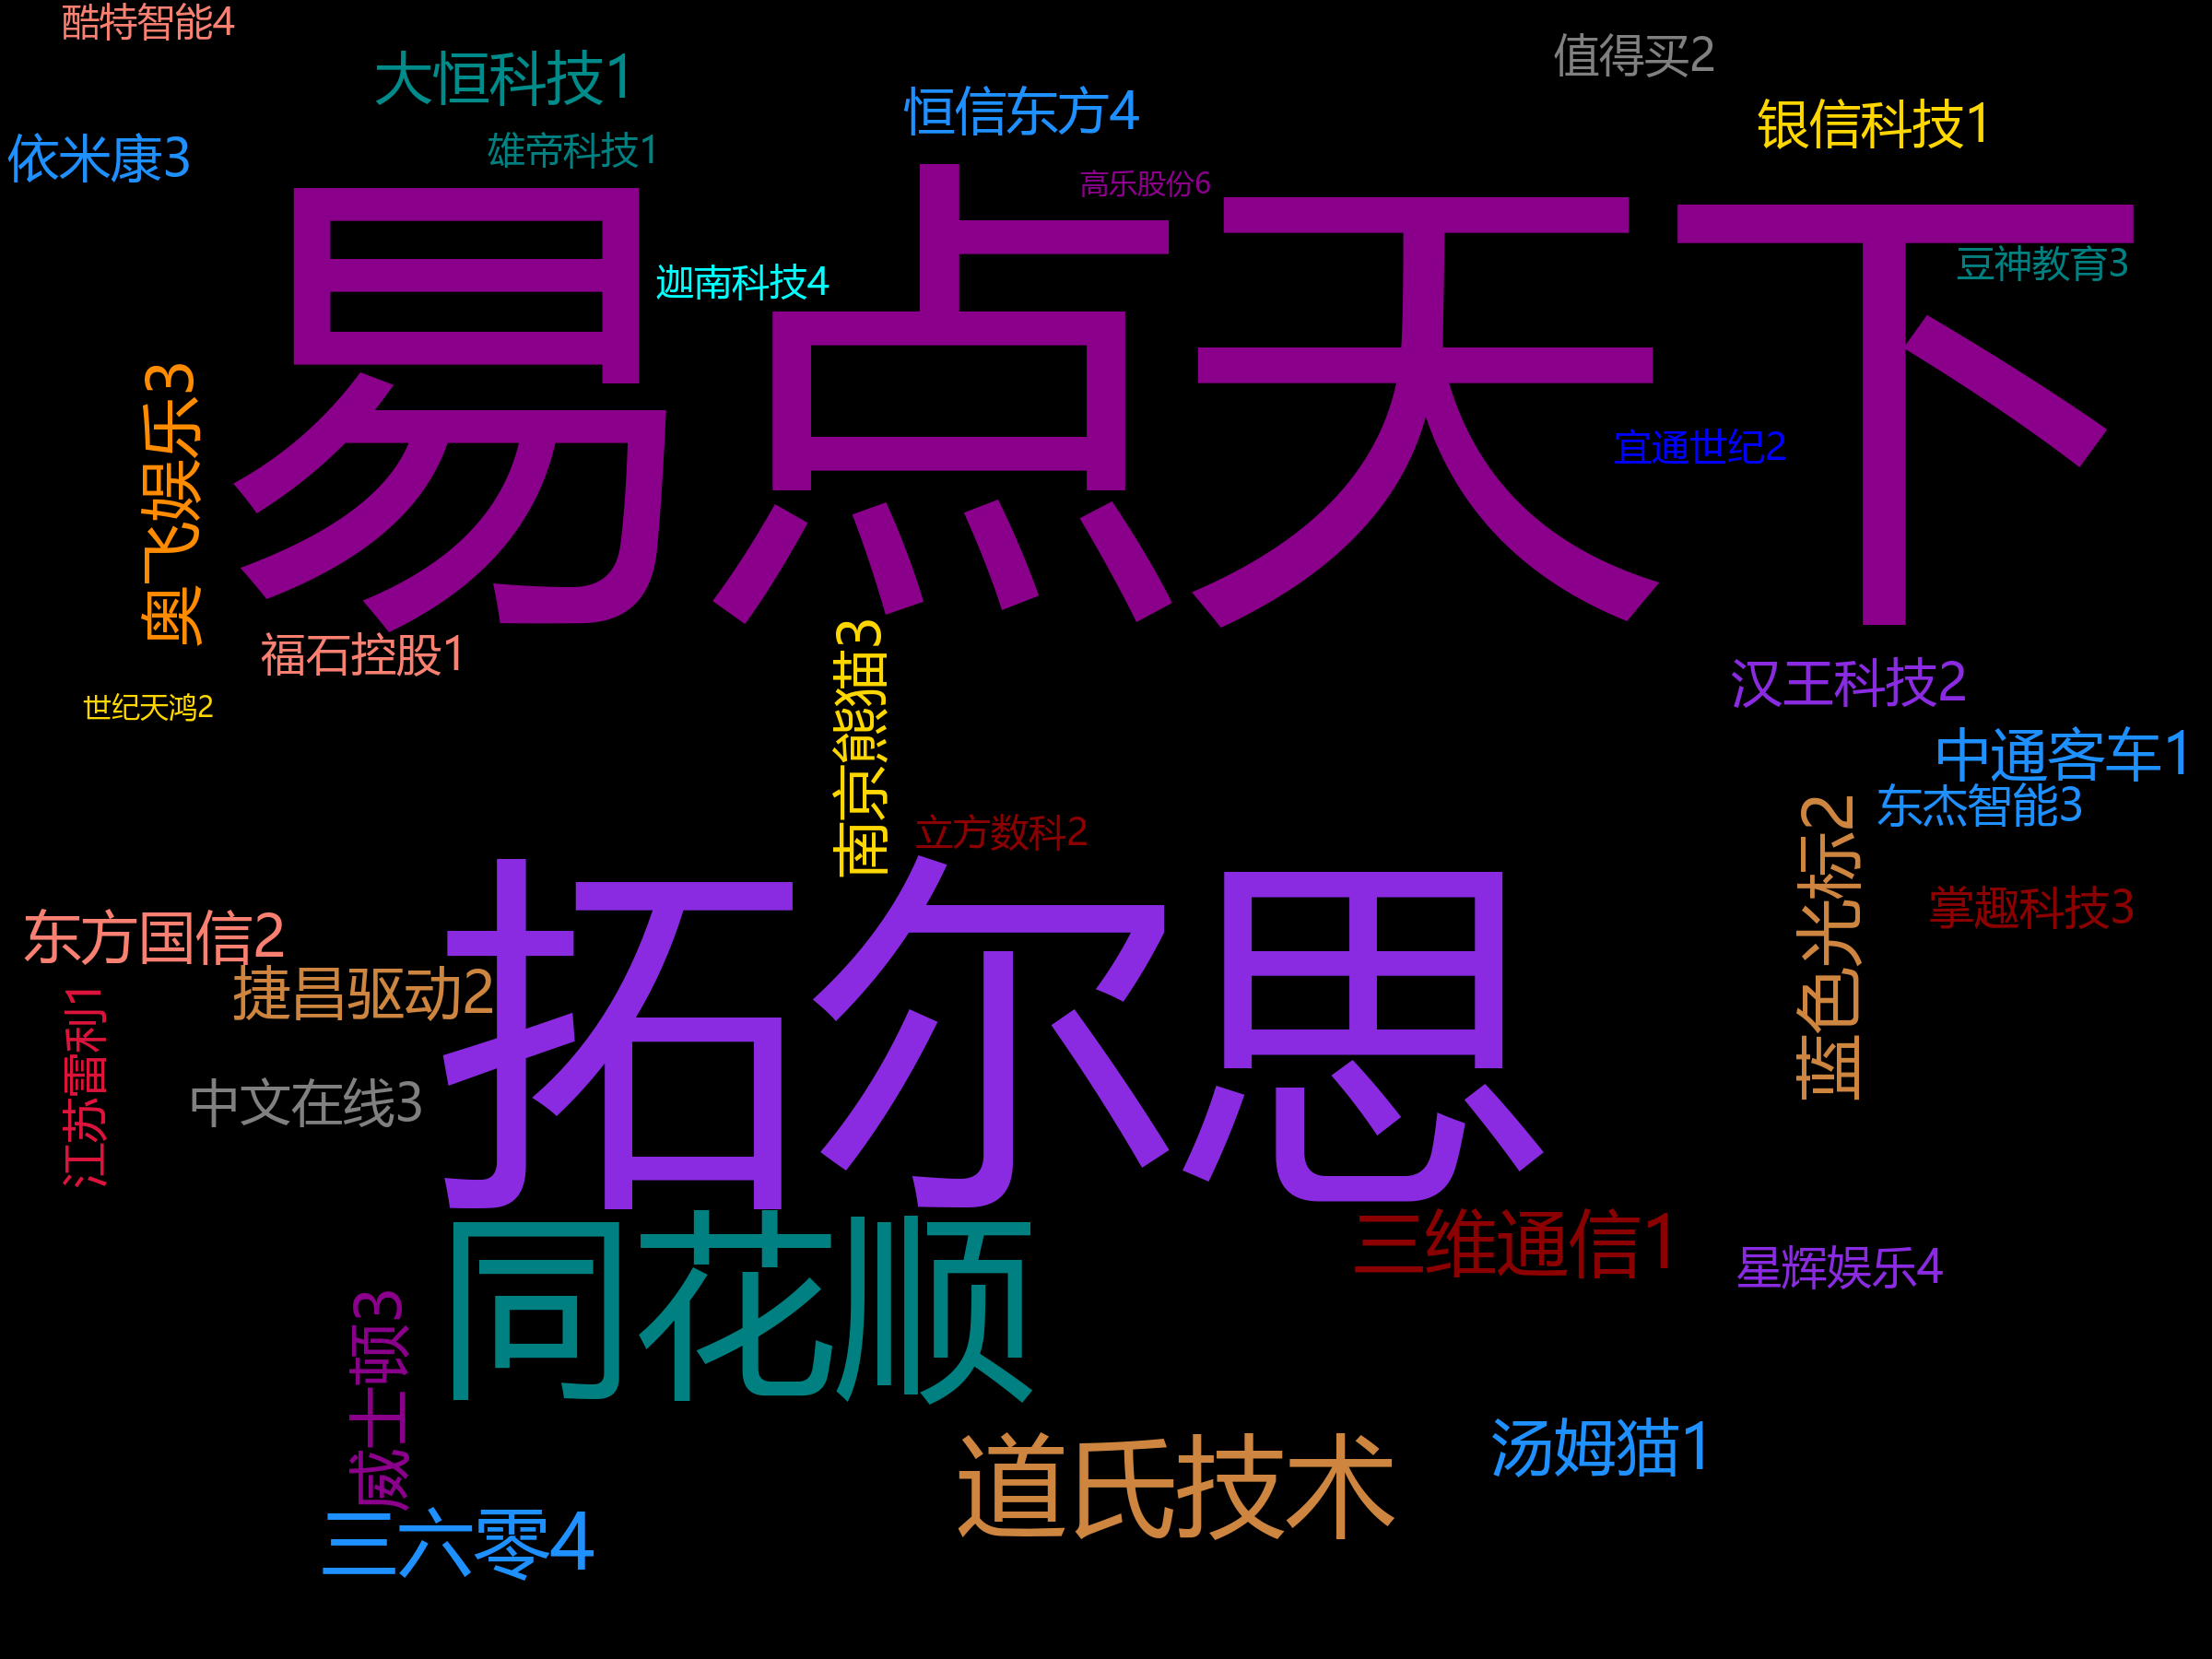 酷特智能4
值得买2
大恒科技1
恒信东方4
银信科技1
依米康3
雄帝科技1
高乐股份6
易点天下
迦南科技4
豆神教育3
宜通世纪2
奥飞娱乐3
福石控股1
南京熊猫3
汉王科技2
世纪天鸿2
中通客车1
东杰智能3
立方数科2
蓝色光标2
掌趣科技3
东方国信2
拓尔思
捷昌驱动2
江苏雷利1
中文在线3
同花顺
三维通信1
星辉娱乐4
威士顿3
道氏技术
汤姆猫1
三六零4